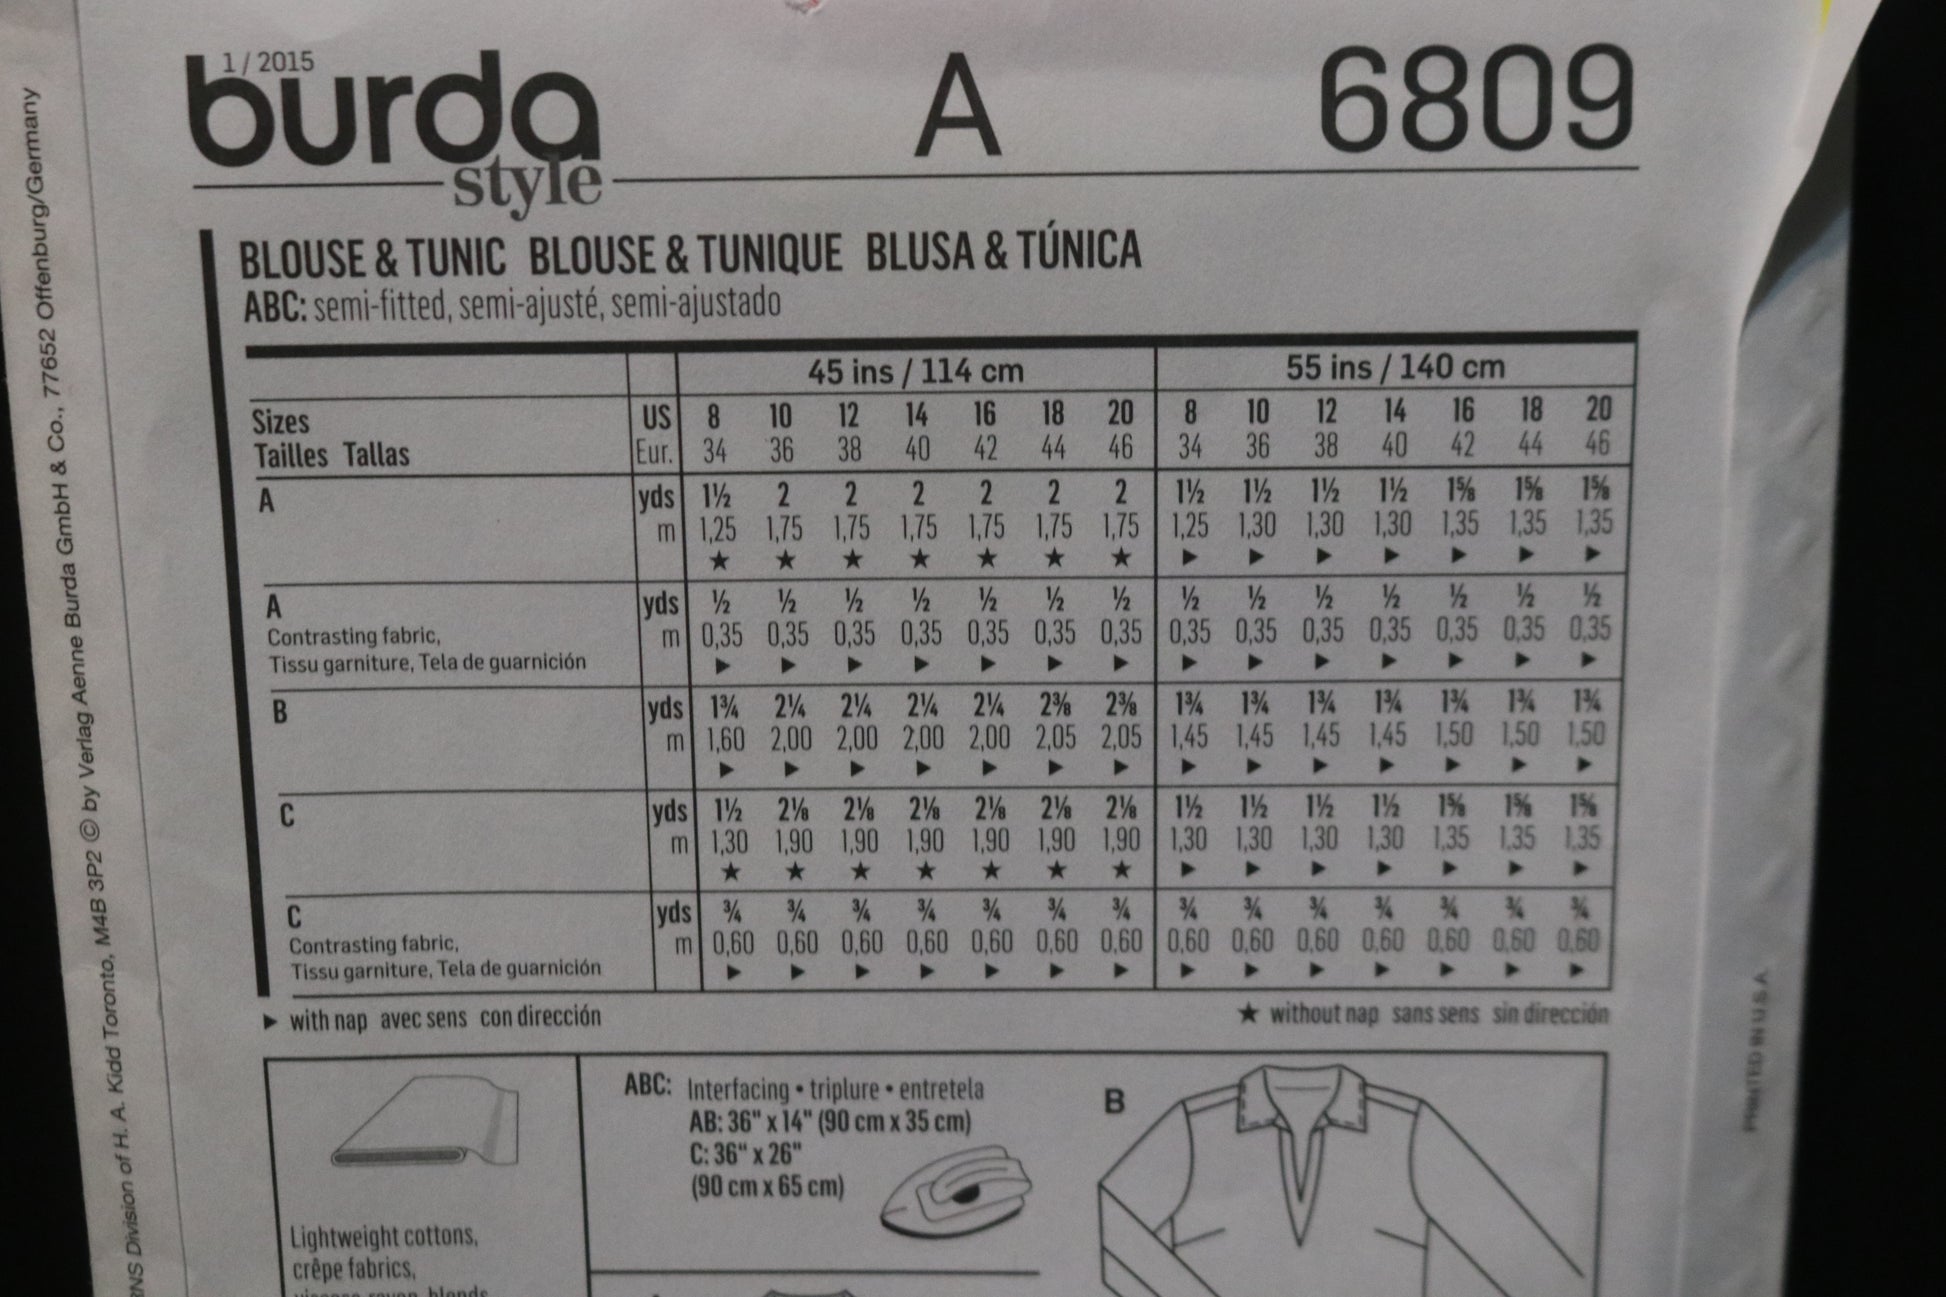 1 / 2015
burda
style
A
6809
BLOUSE & TUNIC BLOUSE & TUNIQUE BLUSA & TÚNICA
ABC: semi-fitted, semi-ajusté, semi-ajustado
45 ins / 114 cm 55 ins / 140 cm
Sizes US 8 10 12 14 16 18 20 8 10 12 14 16 18 20
Tailles Tallas Eur. 34 36 38 40 42 44 46 34 36 38 40 42 44 46
A yds 1½ 2 2 2 2 2 2 1½ 1½ 1½ 1½ 1⅝ 1⅝ 1⅝
m 1,25 1,75 1,75 1,75 1,75 1,75 1,75 1,25 1,30 1,30 1,30 1,35 1,35 1,35
★ ★ ★ ★ ★ ★ ★ ► ► ► ► ► ► ►
A yds ½ ½ ½ ½ ½ ½ ½ ½ ½ ½ ½ ½ ½ ½
Contrasting fabric, m 0,35 0,35 0,35 0,35 0,35 0,35 0,35 0,35 0,35 0,35 0,35 0,35 0,35 0,35
Tissu garniture, Tela de guarnición ► ► ► ► ► ► ► ► ► ► ► ► ► ►
B yds 1¾ 2¼ 2¼ 2¼ 2¼ 2⅜ 2⅜ 1¾ 1¾ 1¾ 1¾ 1¾ 1¾ 1¾
m 1,60 2,00 2,00 2,00 2,00 2,05 2,05 1,45 1,45 1,45 1,45 1,50 1,50 1,50
► ► ► ► ► ► ► ► ► ► ► ► ► ►
C yds 1½ 2⅛ 2⅛ 2⅛ 2⅛ 2⅛ 2⅛ 1½ 1½ 1½ 1½ 1⅝ 1⅝ 1⅝
m 1,30 1,90 1,90 1,90 1,90 1,90 1,90 1,30 1,30 1,30 1,30 1,35 1,35 1,35
★ ★ ★ ★ ★ ★ ★ ► ► ► ► ► ► ►
C yds ¾ ¾ ¾ ¾ ¾ ¾ ¾ ¾ ¾ ¾ ¾ ¾ ¾ ¾
Contrasting fabric, m 0,60 0,60 0,60 0,60 0,60 0,60 0,60 0,60 0,60 0,60 0,60 0,60 0,60 0,60
Tissu garniture, Tela de guarnición ► ► ► ► ► ► ► ► ► ► ► ► ► ►
► with nap avec sens con dirección ★ without nap sans sens sin dirección
ABC: Interfacing • triplure • entretela
AB: 36" x 14" (90 cm x 35 cm)
C: 36" x 26"
(90 cm x 65 cm)
B
Lightweight cottons,
crêpe fabrics,
RNS Division of H. A. Kidd Toronto, M4B 3P2 © by Verlag Aenne Burda GmbH & Co., 77652 Offenburg/Germany
PRINTED IN U.S.A